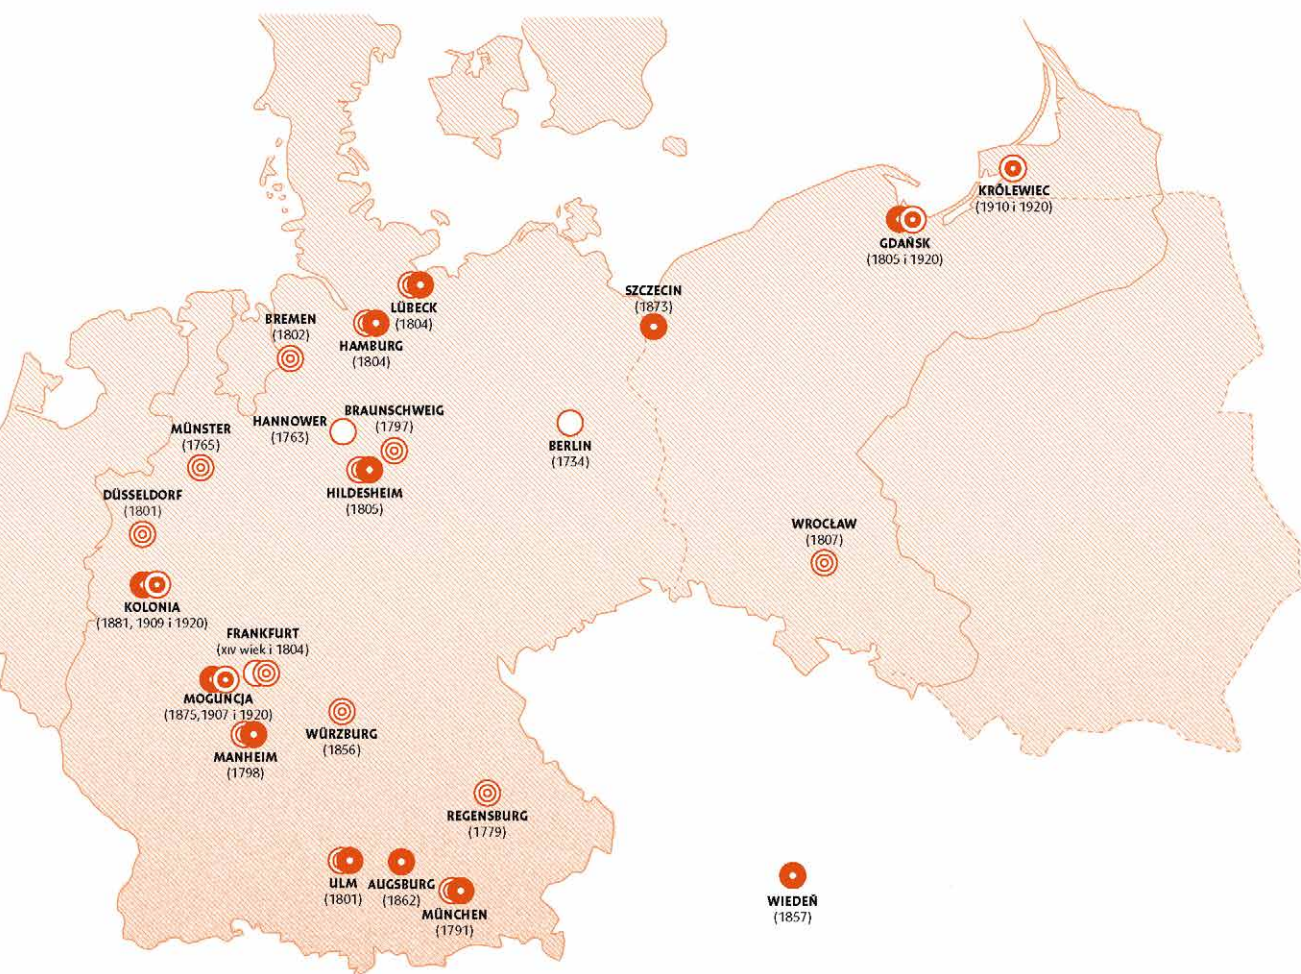 KRÓLEWIEC
(1910 i 1920)
GDAŃSK
(1805 i 1920)
SZCZECIN
(1873)
LÜBECK
(1804)
BREMEN
(1802)
HAMBURG
(1804)
BRAUNSCHWEIG
(1797)
HANNOWER
(1763)
MÜNSTER
(1765)
BERLIN
(1734)
HILDESHEIM
(1805)
DÜSSELDORF
(1801)
WROCŁAW
(1807)
KOLONIA
(1881, 1909 i 1920)
FRANKFURT
(XIV wiek i 1804)
MOGUNCJA
(1875, 1907 i 1920)
WÜRZBURG
(1856)
MANHEIM
(1798)
REGENSBURG
(1779)
ULM
(1801)
AUGSBURG
(1862)
MÜNCHEN
(1791)
WIEDEŃ
(1857)